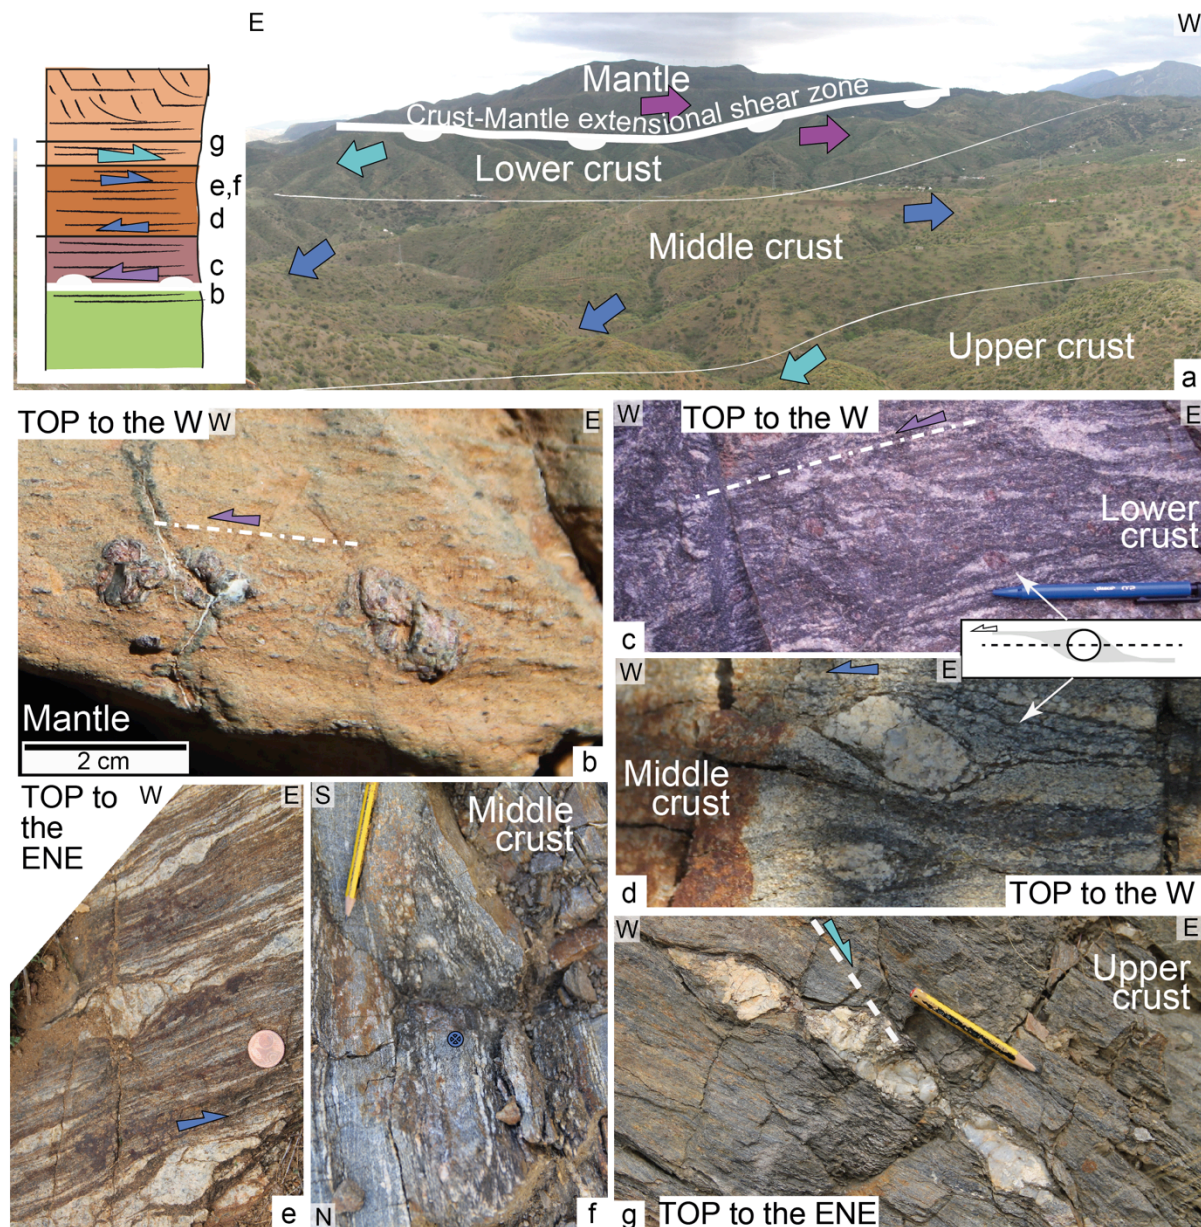 E
W
Mantle
Crust-Mantle extensional shear zone
Lower crust
Middle crust
Upper crust
a
g
e,f
d
c
b
TOP to the W
W
E
Mantle
2 cm
b
W
TOP to the W
E
Lower
crust
c
W
E
Middle
crust
d
TOP to the W
TOP to
the
ENE
W
E
e
S
Middle
crust
N
f
W
E
Upper
crust
g
TOP to the ENE